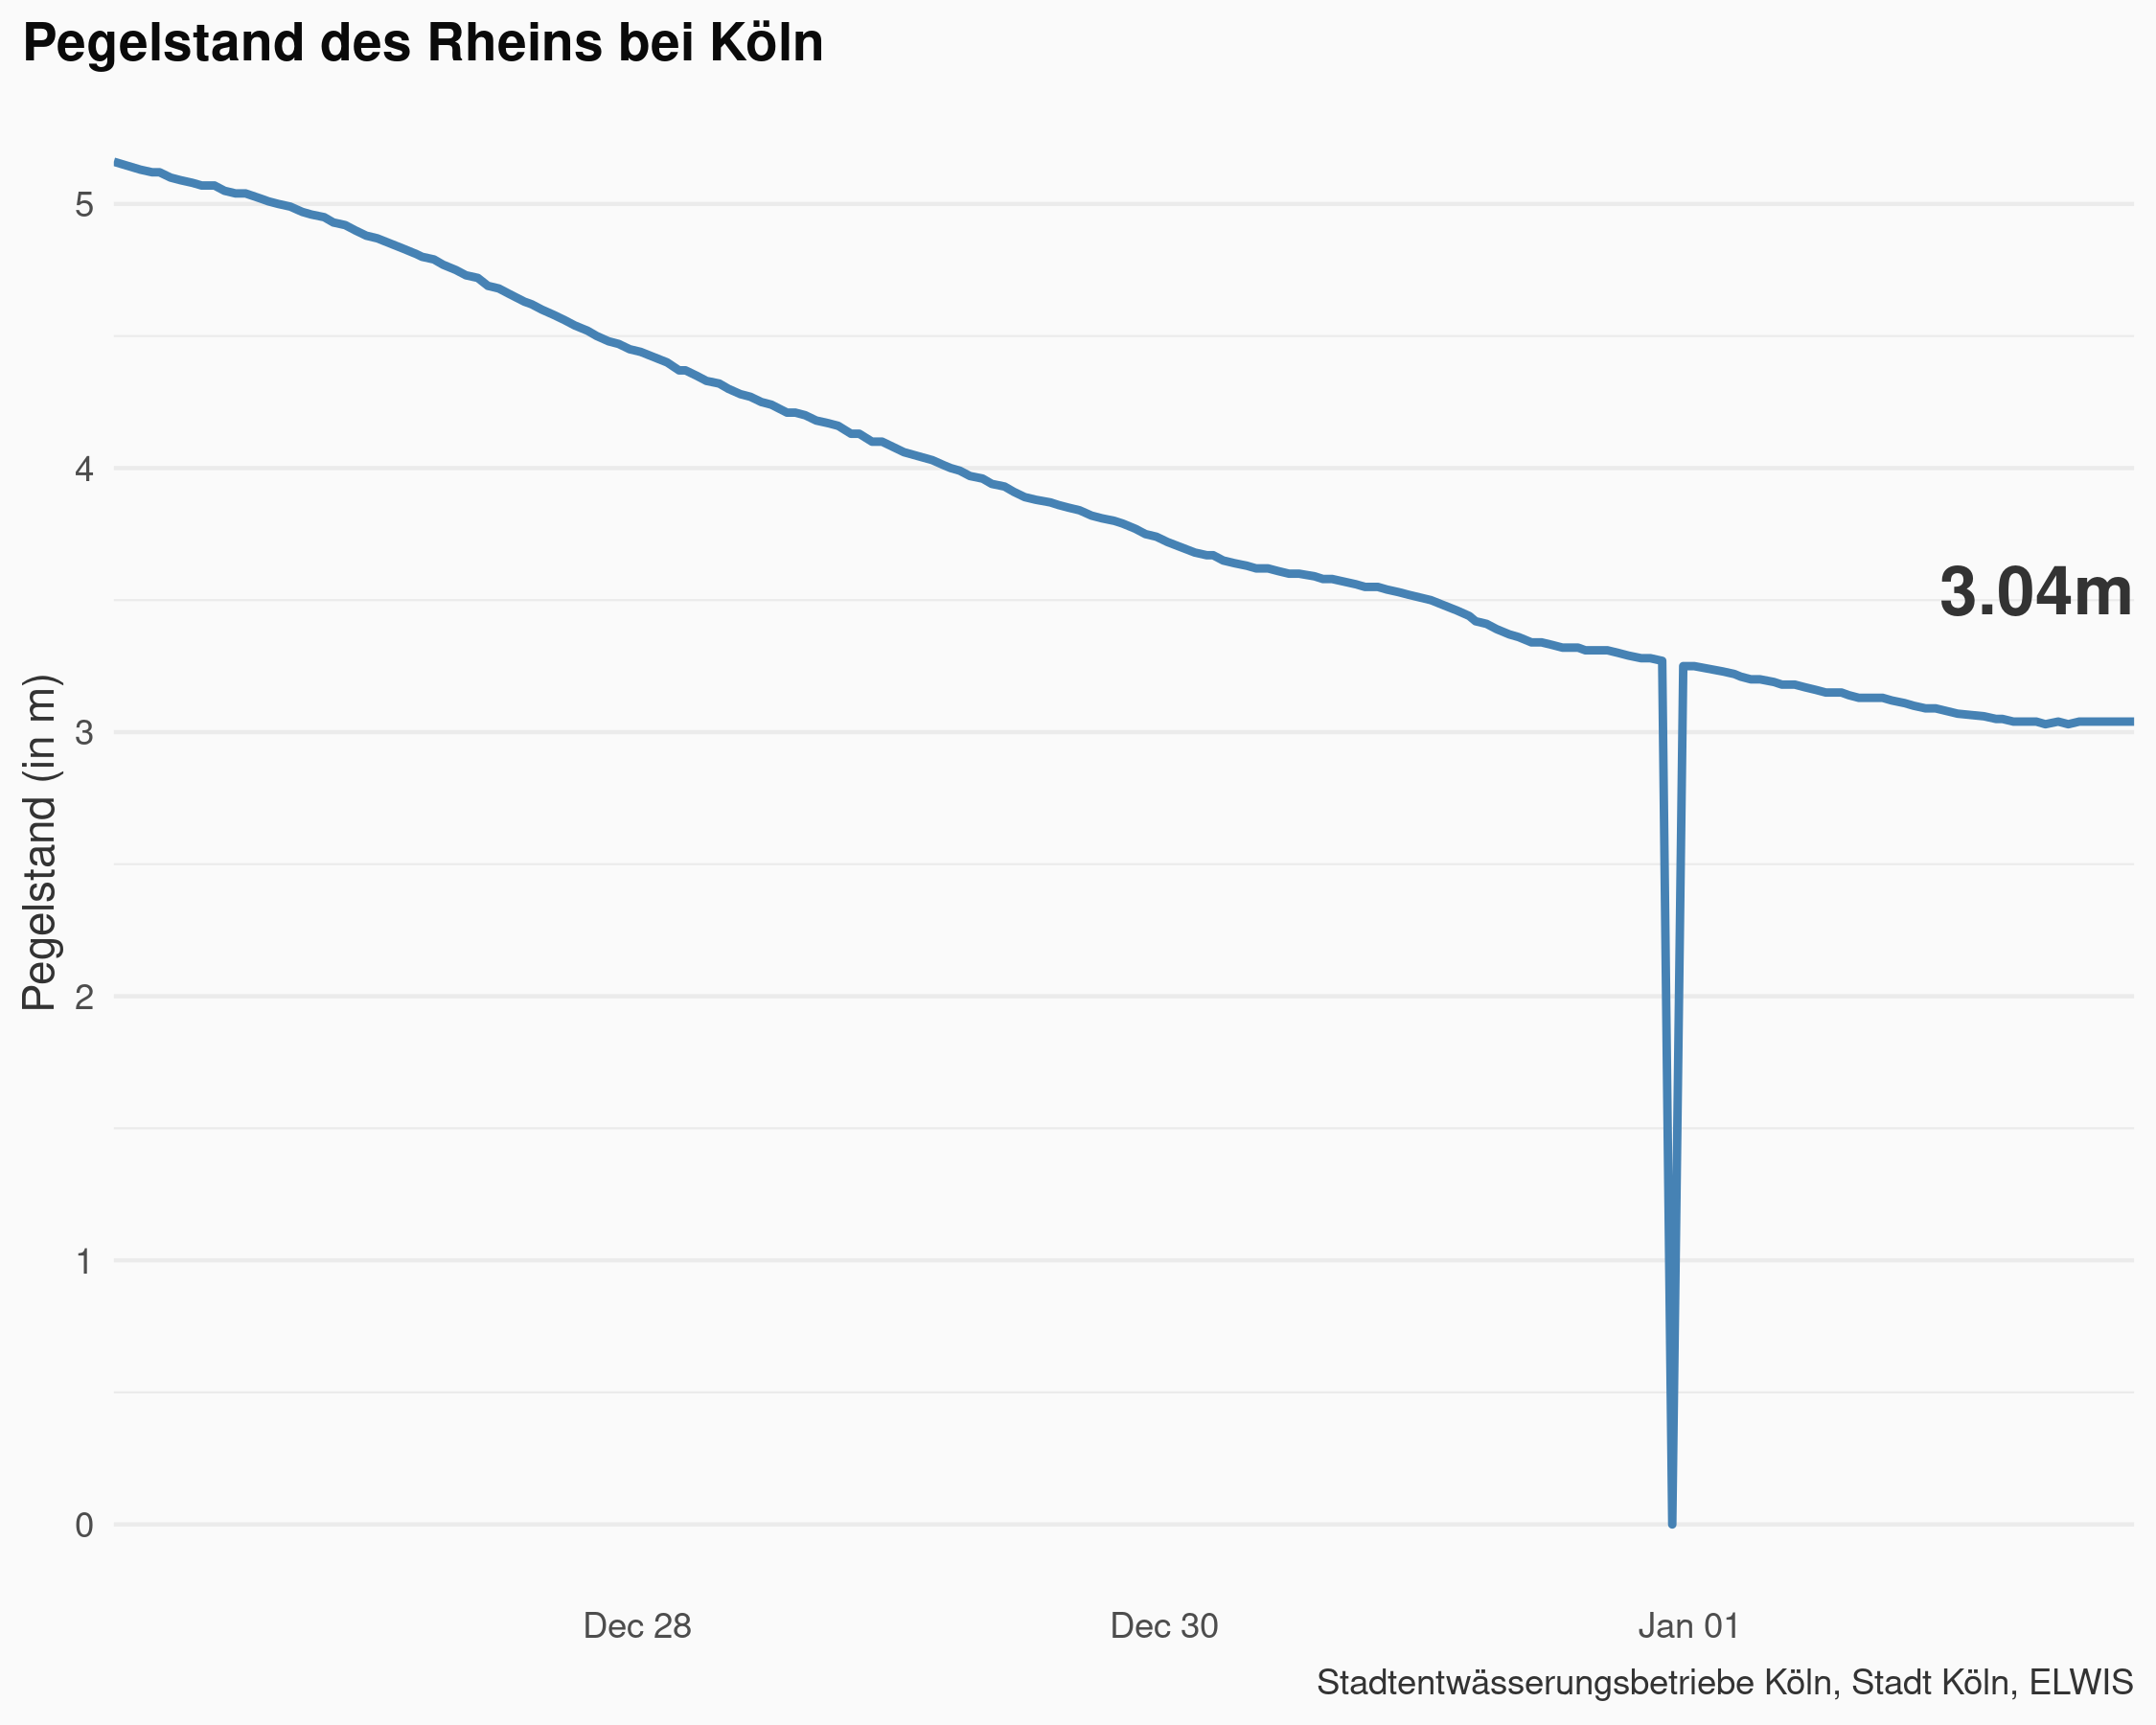 Pegelstand des Rheins bei Köln
Pegelstand (in m)
5
4
3
2
1
0
3.04m
Dec 28
Dec 30
Jan 01
Stadtentwässerungsbetriebe Köln, Stadt Köln, ELWIS